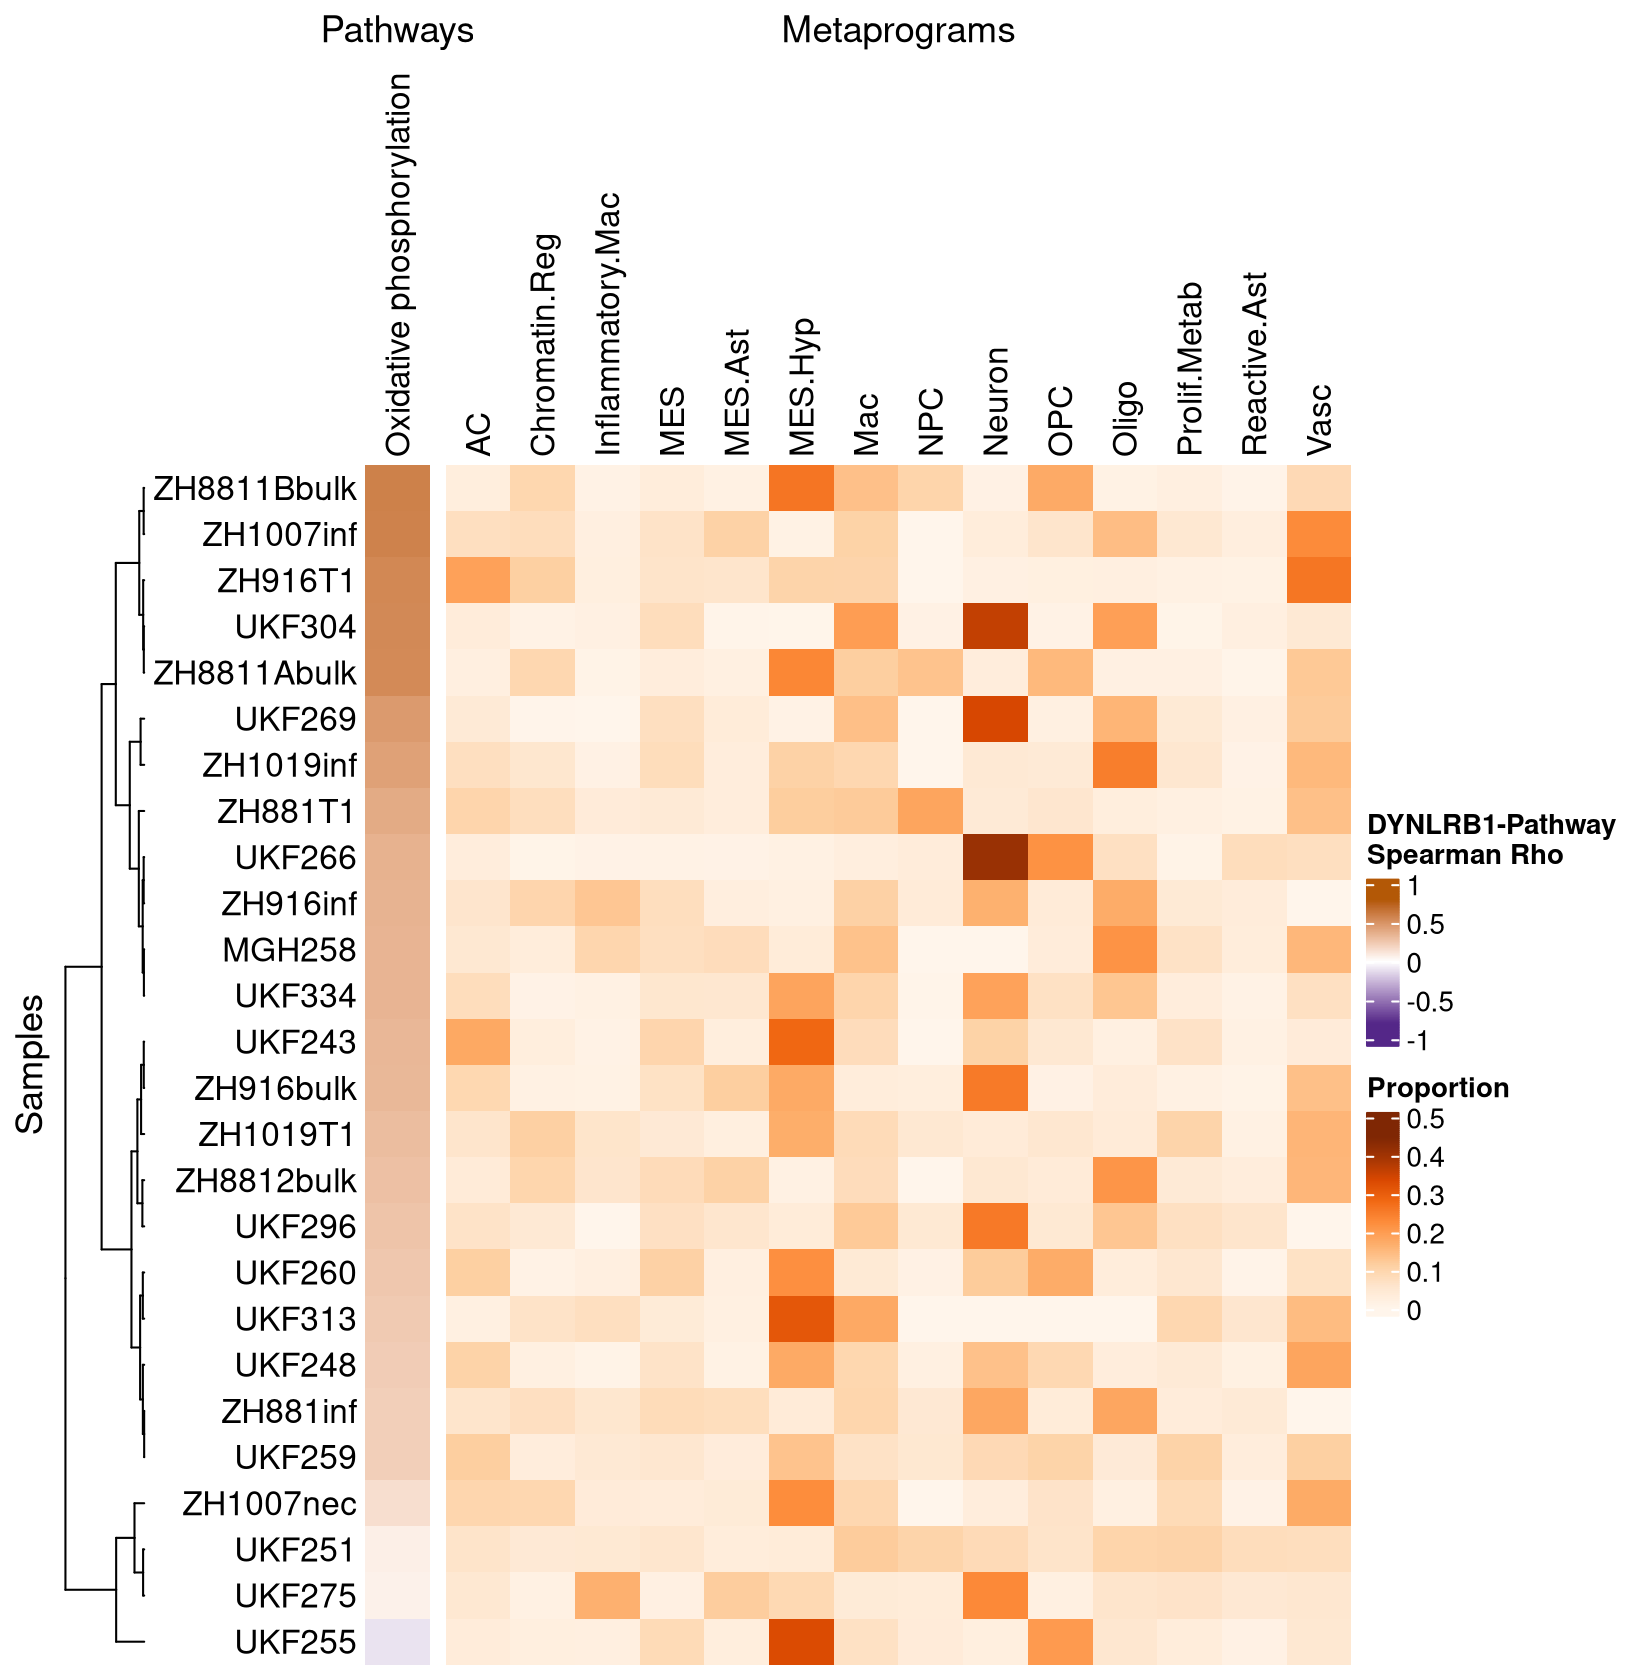 Pathways
Metaprograms
Oxidative phosphorylation
AC
Chromatin.Reg
Inflammatory.Mac
MES
MES.Ast
MES.Hyp
Mac
NPC
Neuron
OPC
Oligo
Prolif.Metab
Reactive.Ast
Vasc
Samples
ZH8811Bbulk
ZH1007inf
ZH916T1
UKF304
ZH8811Abulk
UKF269
ZH1019inf
ZH881T1
UKF266
ZH916inf
MGH258
UKF334
UKF243
ZH916bulk
ZH1019T1
ZH8812bulk
UKF296
UKF260
UKF313
UKF248
ZH881inf
UKF259
ZH1007nec
UKF251
UKF275
UKF255
DYNLRB1-Pathway
Spearman Rho
1
0.5
0
-0.5
-1
Proportion
0.5
0.4
0.3
0.2
0.1
0